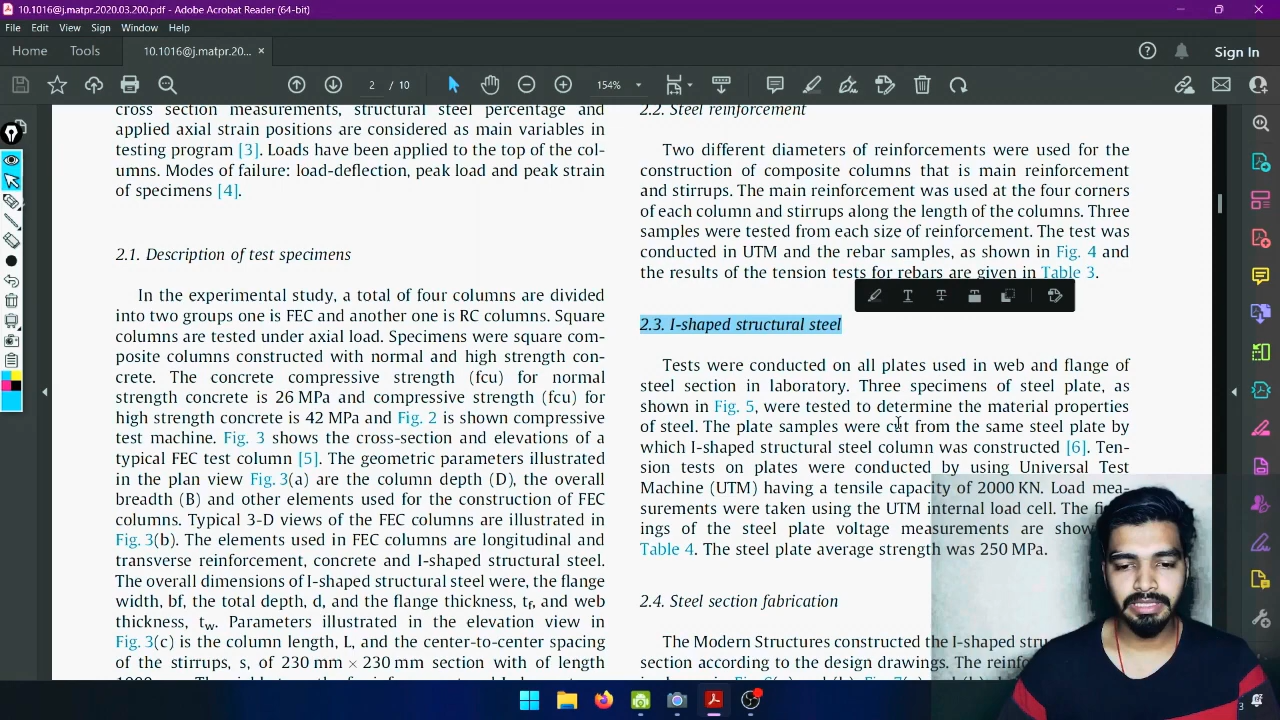 10.1016@j.matpr.2020.03.200.pdf - Adobe Acrobat Reader (64-bit)
File Edit View Sign Window Help
Home Tools 10.1016@j.matpr.20... × Sign In
2 / 10 154%
cross section measurements, structural steel percentage and
applied axial strain positions are considered as main variables in
testing program [3]. Loads have been applied to the top of the col-
umns. Modes of failure: load-deflection, peak load and peak strain
of specimens [4].
2.1. Description of test specimens
In the experimental study, a total of four columns are divided
into two groups one is FEC and another one is RC columns. Square
columns are tested under axial load. Specimens were square com-
posite columns constructed with normal and high strength con-
crete. The concrete compressive strength (fcu) for normal
strength concrete is 26 MPa and compressive strength (fcu) for
high strength concrete is 42 MPa and Fig. 2 is shown compressive
test machine. Fig. 3 shows the cross-section and elevations of a
typical FEC test column [5]. The geometric parameters illustrated
in the plan view Fig. 3(a) are the column depth (D), the overall
breadth (B) and other elements used for the construction of FEC
columns. Typical 3-D views of the FEC columns are illustrated in
Fig. 3(b). The elements used in FEC columns are longitudinal and
transverse reinforcement, concrete and I-shaped structural steel.
The overall dimensions of I-shaped structural steel were, the flange
width, bf, the total depth, d, and the flange thickness, tf, and web
thickness, tw. Parameters illustrated in the elevation view in
Fig. 3(c) is the column length, L, and the center-to-center spacing
of the stirrups, s, of 230 mm × 230 mm section with of length
2.2. Steel reinforcement
Two different diameters of reinforcements were used for the
construction of composite columns that is main reinforcement
and stirrups. The main reinforcement was used at the four corners
of each column and stirrups along the length of the columns. Three
samples were tested from each size of reinforcement. The test was
conducted in UTM and the rebar samples, as shown in Fig. 4 and
the results of the tension tests for rebars are given in Table 3.
2.3. I-shaped structural steel
Tests were conducted on all plates used in web and flange of
steel section in laboratory. Three specimens of steel plate, as
shown in Fig. 5, were tested to determine the material properties
of steel. The plate samples were cut from the same steel plate by
which I-shaped structural steel column was constructed [6]. Ten-
sion tests on plates were conducted by using Universal Test
Machine (UTM) having a tensile capacity of 2000 KN. Load mea-
surements were taken using the UTM internal load cell. The
ings of the steel plate voltage measurements are
Table 4. The steel plate average strength was 250 MPa.
2.4. Steel section fabrication
The Modern Structures constructed the I-shaped
section according to the design drawings. The